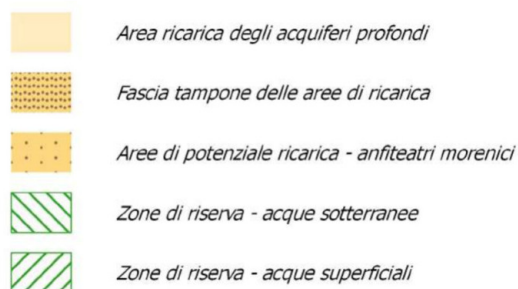 Area ricarica degli acquiferi profondi
Fascia tampone delle aree di ricarica
Aree di potenziale ricarica - anfiteatri morenici
Zone di riserva - acque sotterranee
Zone di riserva - acque superficiali